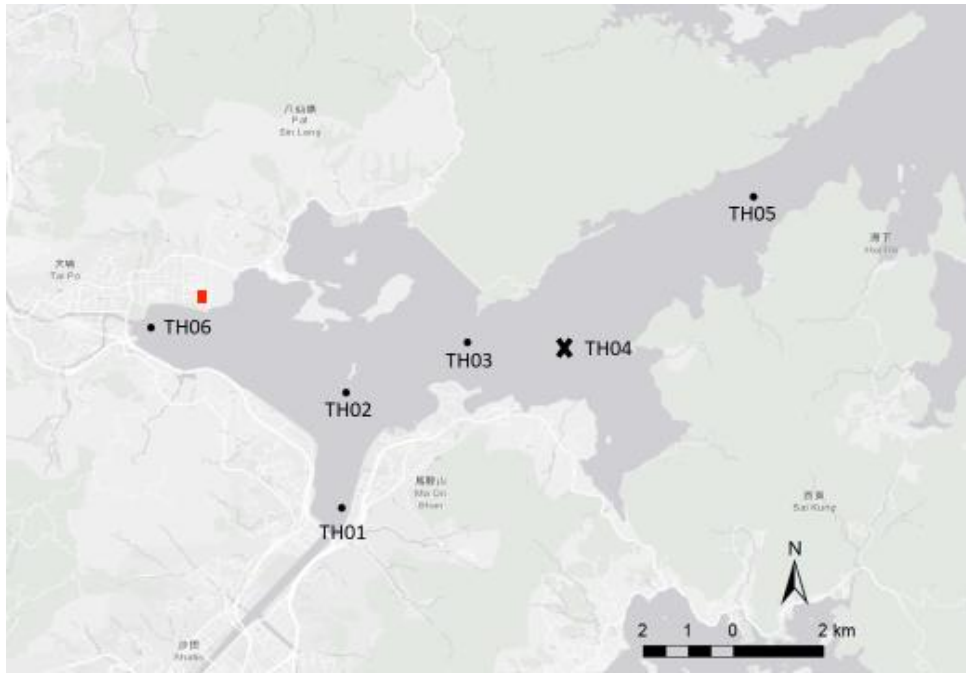 八仙嶺
Pat
Sin Leng
TH05
大埔
Tai Po
海下
Hoi Ha
TH06
TH03
TH04
TH02
馬鞍山
Ma On
Shan
西貢
Sai Kung
TH01
N
2 1 0 2 km
沙田
Shatin